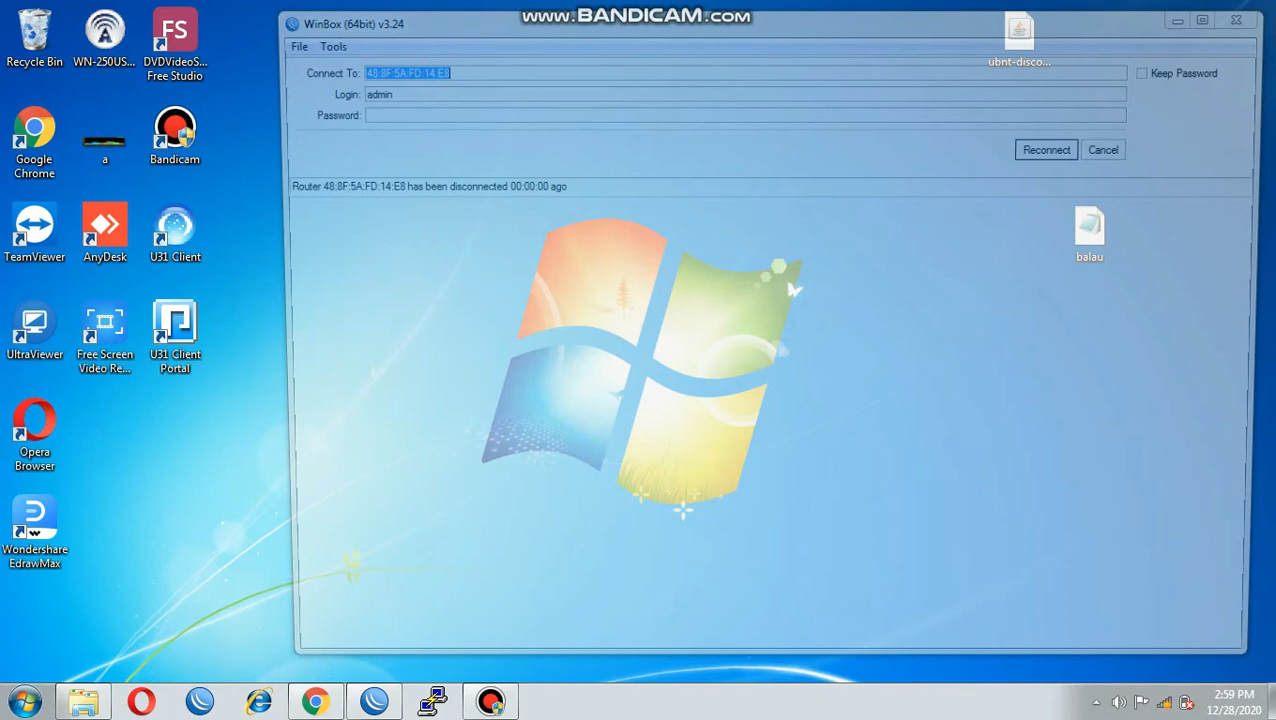 www.BANDICAM.com
WinBox (64bit) v3.24
File Tools
Connect To: 48:8F:5A:FD:14:E8
Keep Password
Login: admin
Password:
Reconnect Cancel
Router 48:8F:5A:FD:14:E8 has been disconnected 00:00:00 ago
Recycle Bin
WN-250US...
FS
DVDVideoS...
Free Studio
ubnt-disco...
Google
Chrome
a
Bandicam
TeamViewer
AnyDesk
U31 Client
balau
UltraViewer
Free Screen
Video Re...
U31 Client
Portal
Opera
Browser
Wondershare
EdrawMax
2:59 PM
12/28/2020